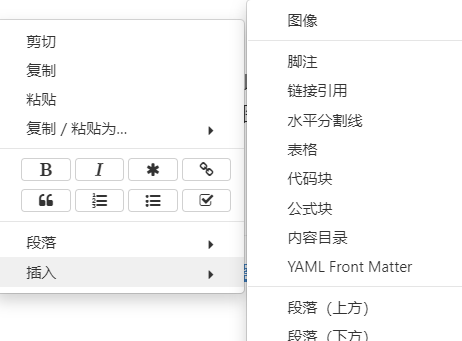 剪切
复制
粘贴
复制 / 粘贴为...
B
I
段落
插入
图像
脚注
链接引用
水平分割线
表格
代码块
公式块
内容目录
YAML Front Matter
段落（上方）
段落（下方）